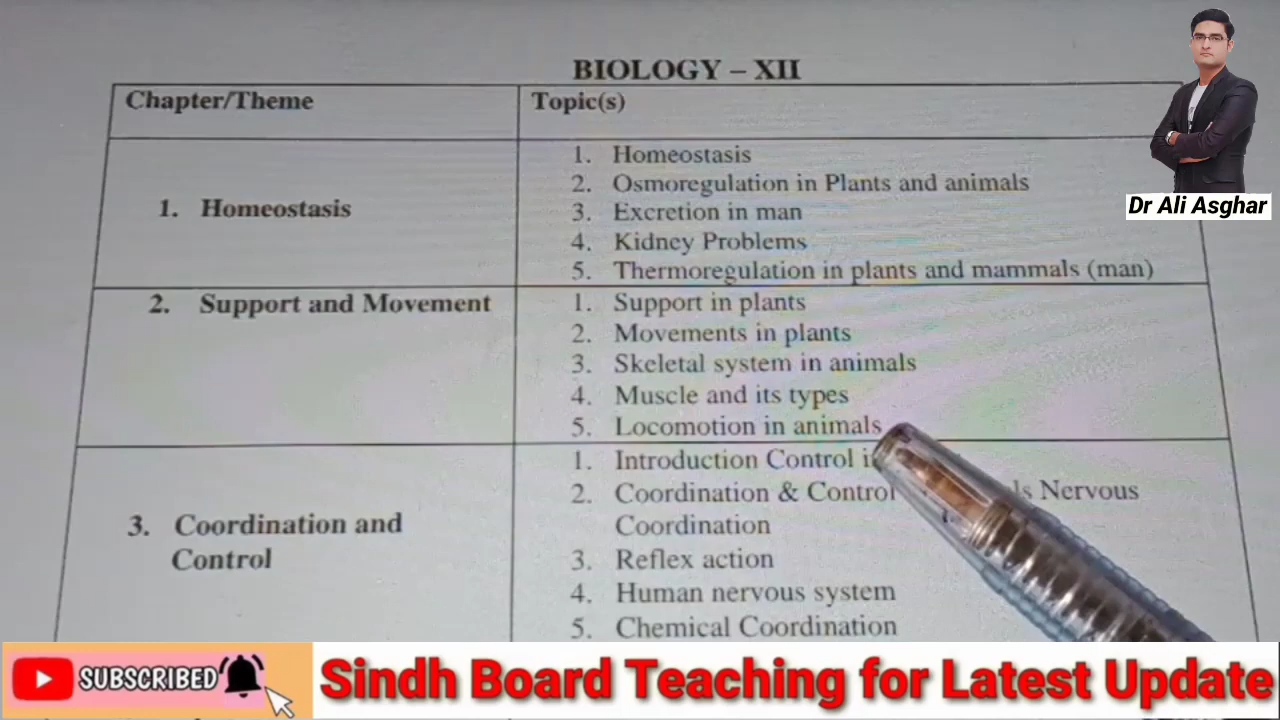 BIOLOGY – XII
Chapter/Theme
Topic(s)
1. Homeostasis
1. Homeostasis
2. Osmoregulation in Plants and animals
3. Excretion in man
4. Kidney Problems
5. Thermoregulation in plants and mammals (man)
2. Support and Movement
1. Support in plants
2. Movements in plants
3. Skeletal system in animals
4. Muscle and its types
5. Locomotion in animals
3. Coordination and
Control
1. Introduction Control
2. Coordination & Control Nervous
Coordination
3. Reflex action
4. Human nervous system
5. Chemical Coordination
Dr Ali Asghar
SUBSCRIBED
Sindh Board Teaching for Latest Update